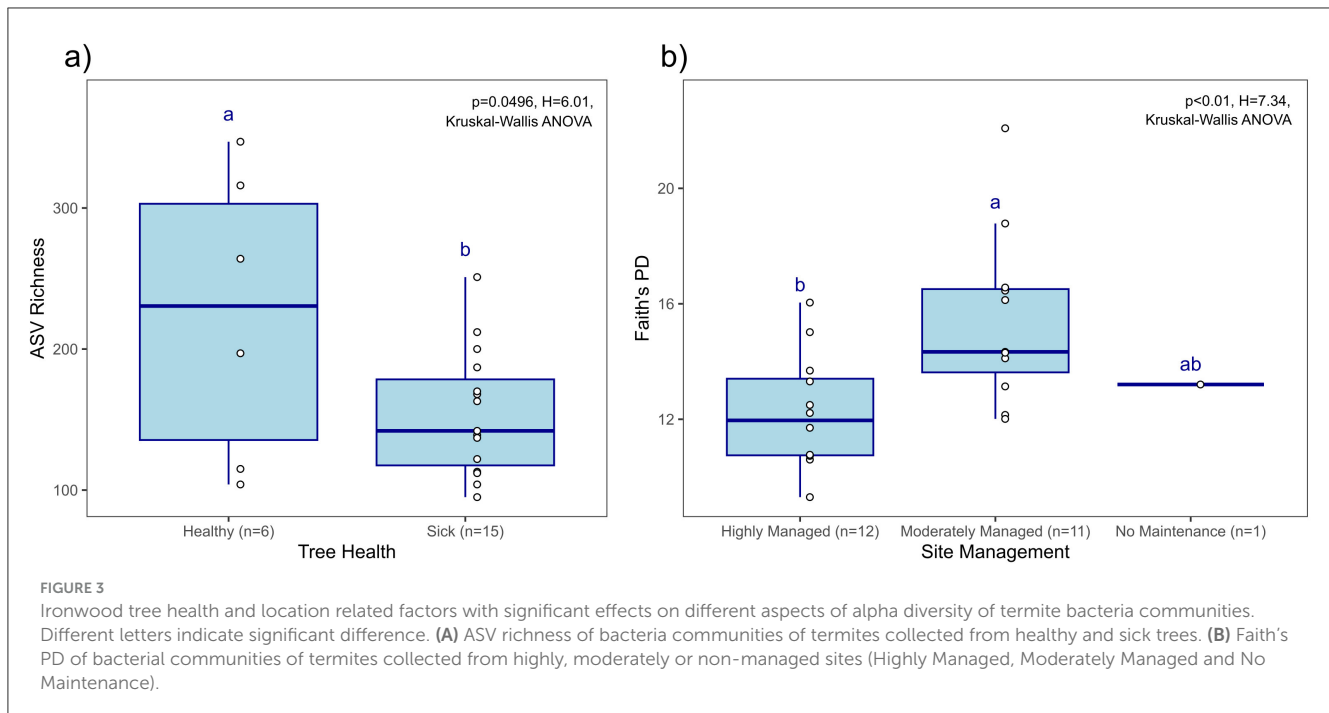 a)
p=0.0496, H=6.01,
Kruskal-Wallis ANOVA
a
b
300
200
100
ASV Richness
Healthy (n=6)
Sick (n=15)
Tree Health
b)
p<0.01, H=7.34,
Kruskal-Wallis ANOVA
b
a
ab
20
16
12
Faith's PD
Highly Managed (n=12)
Moderately Managed (n=11)
No Maintenance (n=1)
Site Management
FIGURE 3
Ironwood tree health and location related factors with significant effects on different aspects of alpha diversity of termite bacteria communities.
Different letters indicate significant difference. (A) ASV richness of bacteria communities of termites collected from healthy and sick trees. (B) Faith's
PD of bacterial communities of termites collected from highly, moderately or non-managed sites (Highly Managed, Moderately Managed and No
Maintenance).